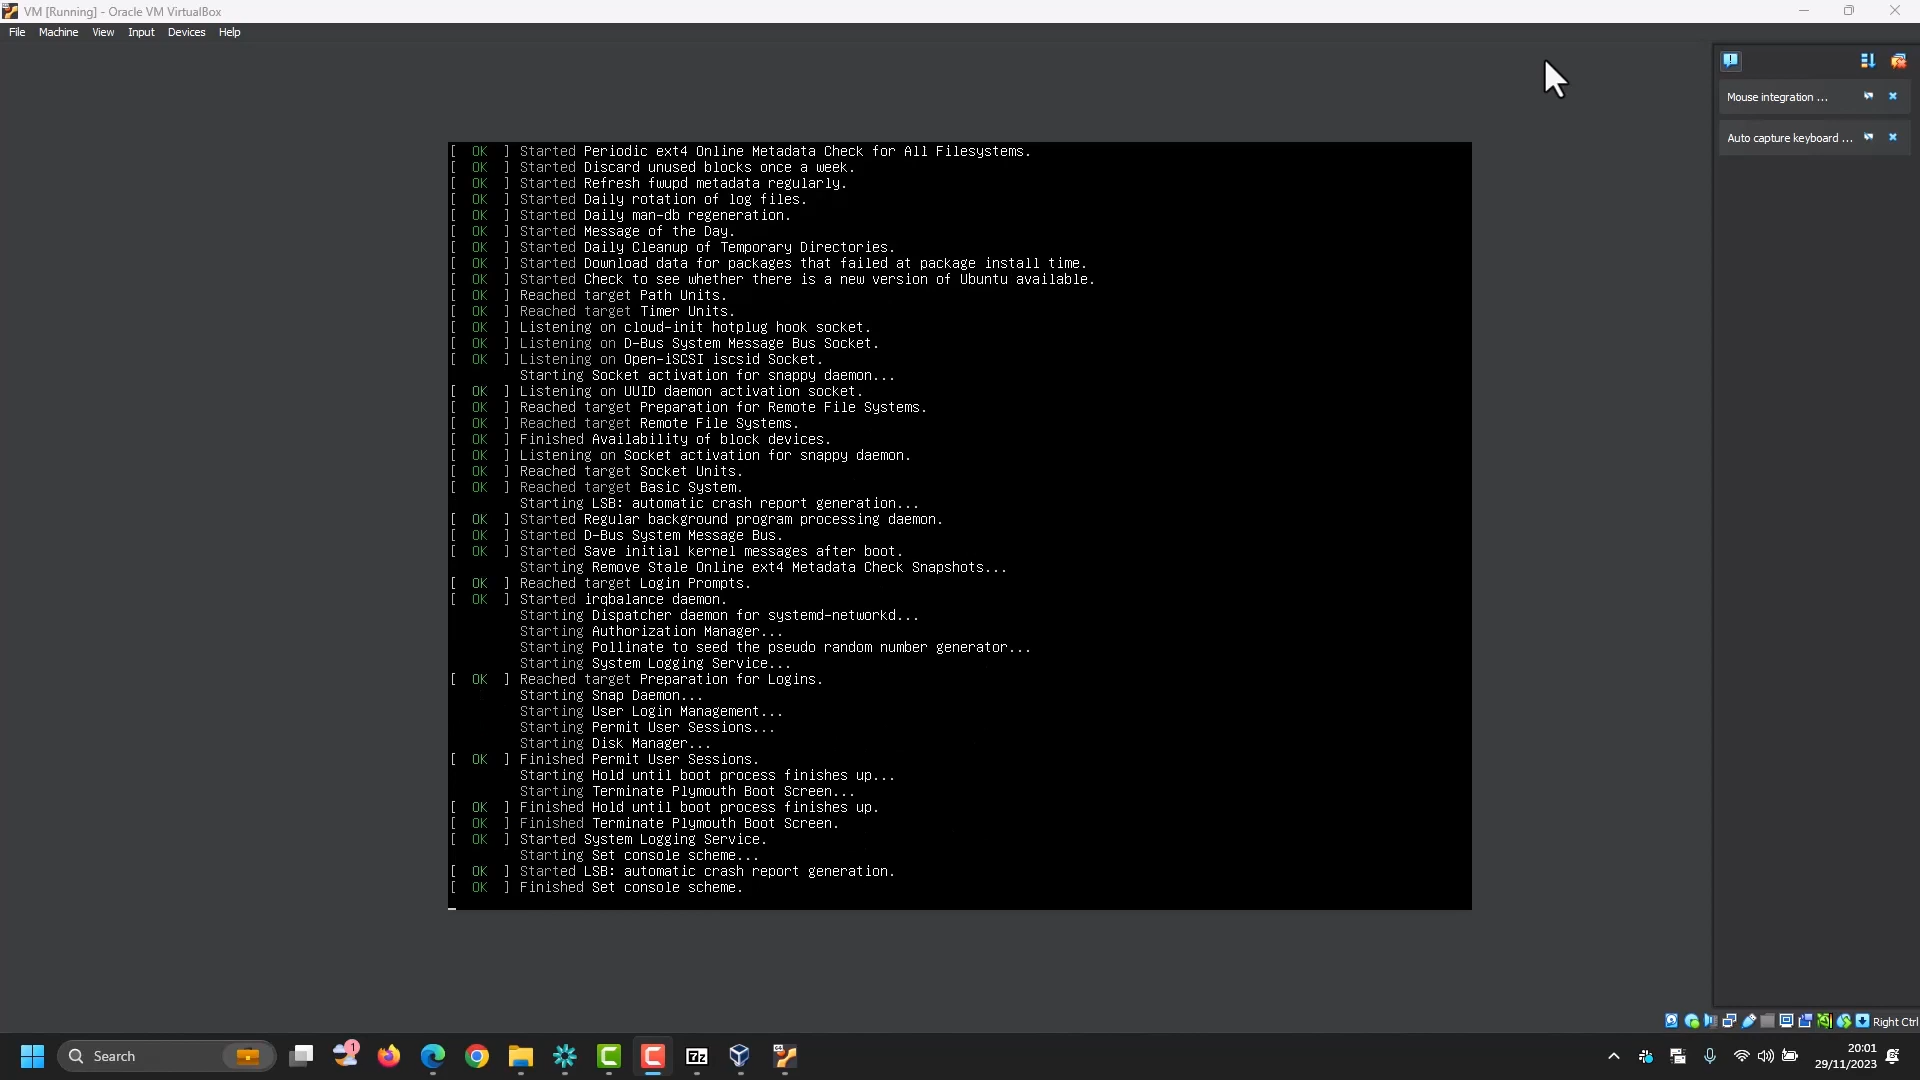 VM [Running] - Oracle VM VirtualBox
File Machine View Input Devices Help
Mouse integration ...
Auto capture keyboard ...
[ OK ] Started Periodic ext4 Online Metadata Check for All Filesystems.
[ OK ] Started Discard unused blocks once a week.
[ OK ] Started Refresh fwupd metadata regularly.
[ OK ] Started Daily rotation of log files.
[ OK ] Started Daily man-db regeneration.
[ OK ] Started Message of the Day.
[ OK ] Started Daily Cleanup of Temporary Directories.
[ OK ] Started Download data for packages that failed at package install time.
[ OK ] Started Check to see whether there is a new version of Ubuntu available.
[ OK ] Reached target Path Units.
[ OK ] Reached target Timer Units.
[ OK ] Listening on cloud-init hotplug hook socket.
[ OK ] Listening on D-Bus System Message Bus Socket.
[ OK ] Listening on Open-iSCSI iscsid Socket.
Starting Socket activation for snappy daemon...
[ OK ] Listening on UUID daemon activation socket.
[ OK ] Reached target Preparation for Remote File Systems.
[ OK ] Reached target Remote File Systems.
[ OK ] Finished Availability of block devices.
[ OK ] Listening on Socket activation for snappy daemon.
[ OK ] Reached target Socket Units.
[ OK ] Reached target Basic System.
Starting LSB: automatic crash report generation...
[ OK ] Started Regular background program processing daemon.
[ OK ] Started D-Bus System Message Bus.
[ OK ] Started Save initial kernel messages after boot.
Starting Remove Stale Online ext4 Metadata Check Snapshots...
[ OK ] Reached target Login Prompts.
[ OK ] Started irqbalance daemon.
Starting Dispatcher daemon for systemd-networkd...
Starting Authorization Manager...
Starting Pollinate to seed the pseudo random number generator...
Starting System Logging Service...
[ OK ] Reached target Preparation for Logins.
Starting Snap Daemon...
Starting User Login Management...
Starting Permit User Sessions...
Starting Disk Manager...
[ OK ] Finished Permit User Sessions.
Starting Hold until boot process finishes up...
Starting Terminate Plymouth Boot Screen...
[ OK ] Finished Hold until boot process finishes up.
[ OK ] Finished Terminate Plymouth Boot Screen.
[ OK ] Started System Logging Service.
Starting Set console scheme...
[ OK ] Started LSB: automatic crash report generation.
[ OK ] Finished Set console scheme.
Right Ctrl
Search
1
7z
20:01
29/11/2023